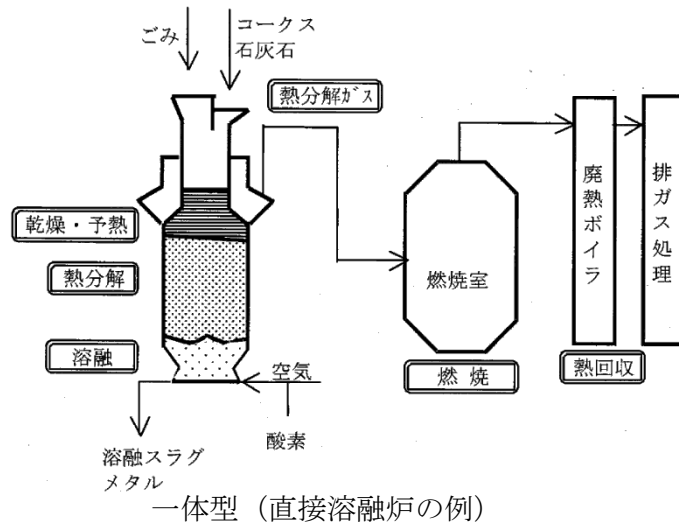 ごみ
コークス
石灰石
熱分解ｶﾞｽ
乾燥・予熱
熱分解
溶融
空気
酸素
溶融スラグ
メタル
燃焼室
燃 焼
廃熱ボイラ
熱回収
排ガス処理
一体型（直接溶融炉の例）